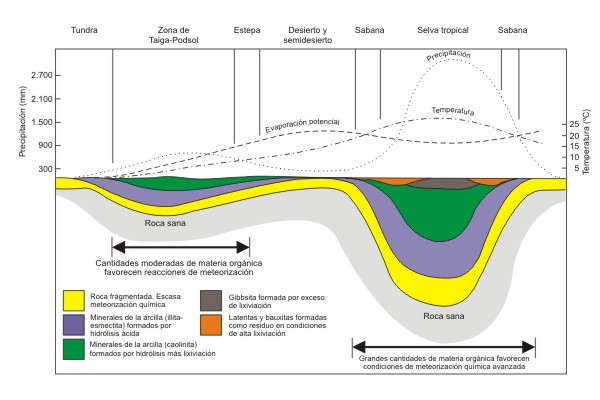 Tundra
Zona de
Taiga-Podsol
Estepa
Desierto y
semidesierto
Sabana
Selva tropical
Sabana
Precipitación (mm)
2.700
2.100
1.500
900
300
Precipitación
Temperatura
Evaporación potencial
25
20
15
10
5
Temperatura (°C)
Roca sana
Cantidades moderadas de materia orgánica
favorecen reacciones de meteorización
Roca sana
Grandes cantidades de materia orgánica favorecen
condiciones de meteorización química avanzada
Roca fragmentada. Escasa
meteorización química
Minerales de la arcilla (illita-
esmectita) formados por
hidrólisis ácida
Minerales de la arcilla (caolinita)
formados por hidrólisis más lixiviación
Gibbsita formada por exceso
de lixiviación
Lateritas y bauxitas formadas
como residuo en condiciones
de alta lixiviación